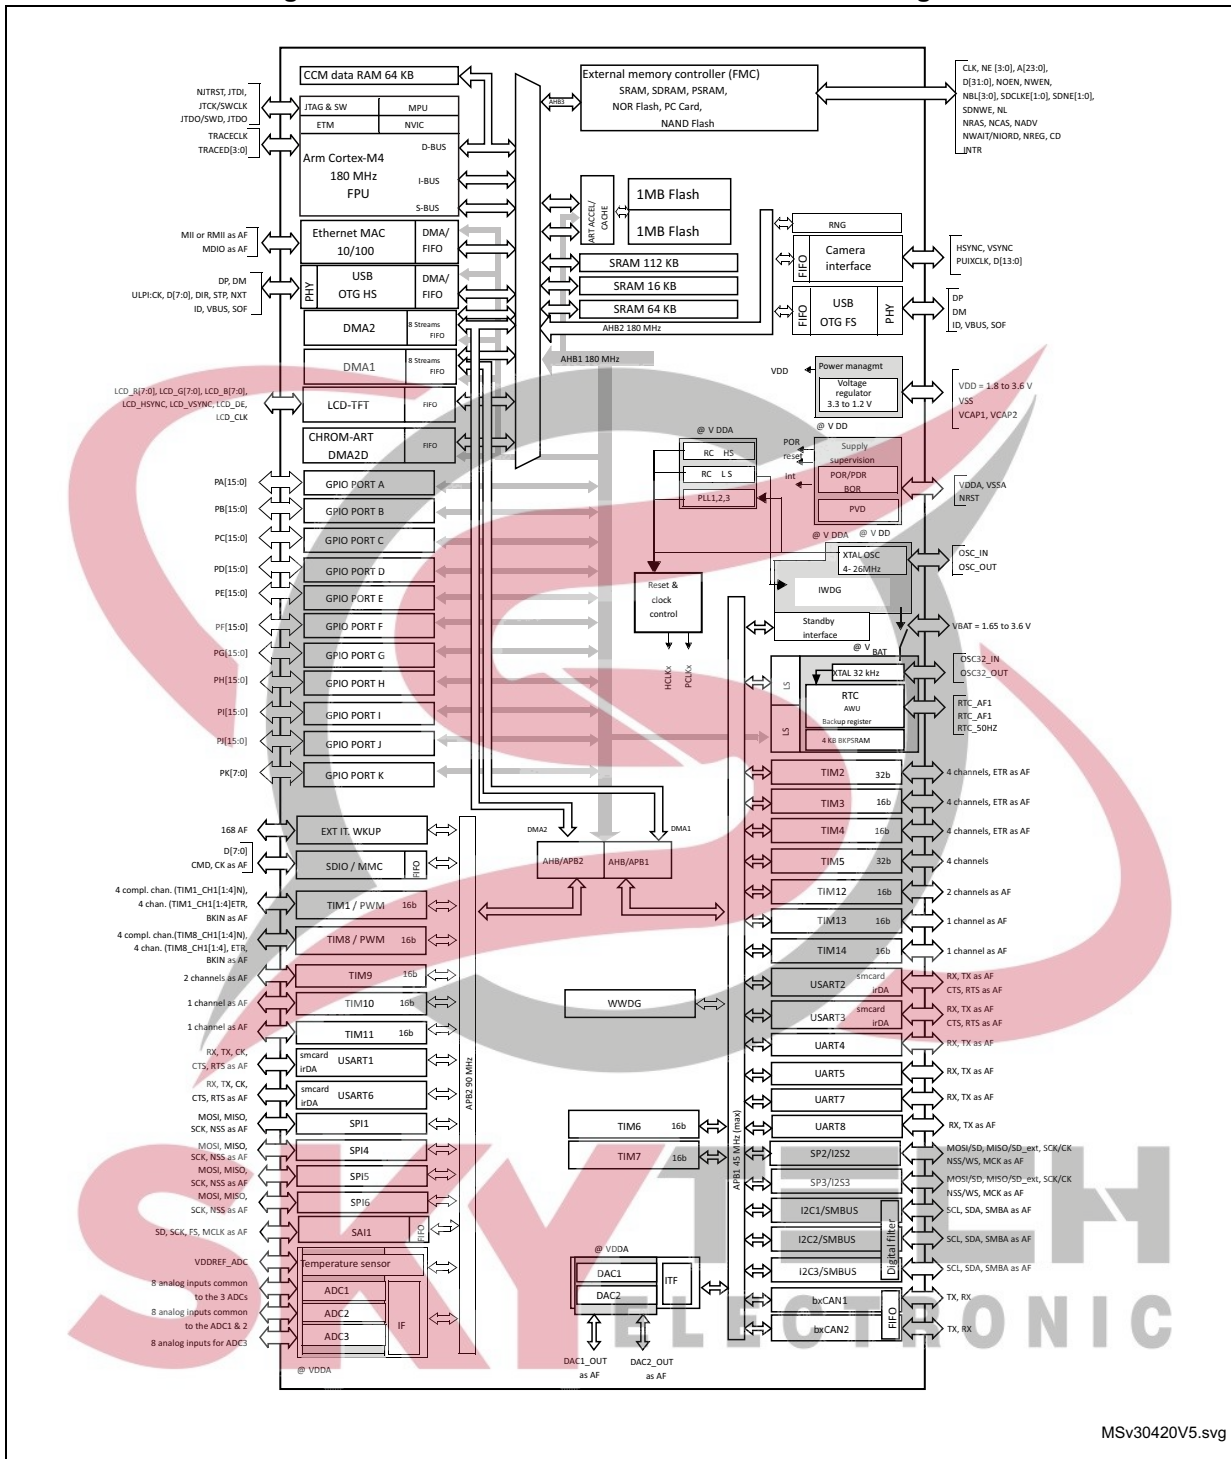 CCM data RAM 64 KB
External memory controller (FMC)
SRAM, SDRAM, PSRAM,
NOR Flash, PC Card,
NAND Flash
AHB3
CLK, NE [3:0], A[23:0],
D[31:0], NOEN, NWEN,
NBL[3:0], SDCLKE[1:0], SDNE[1:0],
SDNWE, NL
NRAS, NCAS, NADV
NWAIT/NIORD, NREG, CD
INTR
NJTRST, JTDI,
JTCK/SWCLK
JTDO/SWD, JTDO
TRACECLK
TRACED[3:0]
JTAG & SW
MPU
ETM
NVIC
Arm Cortex-M4
180 MHz
FPU
D-BUS
I-BUS
S-BUS
ART ACCEL/
CACHE
1MB Flash
1MB Flash
MII or RMII as AF
MDIO as AF
Ethernet MAC
10/100
DMA/
FIFO
SRAM 112 KB
SRAM 16 KB
SRAM 64 KB
AHB2 180 MHz
RNG
FIFO
Camera
interface
HSYNC, VSYNC
PUIXCLK, D[13:0]
DP, DM
ULPI:CK, D[7:0], DIR, STP, NXT
ID, VBUS, SOF
PHY
USB
OTG HS
DMA/
FIFO
FIFO
USB
OTG FS
PHY
DP
DM
ID, VBUS, SOF
DMA2
8 Streams
FIFO
DMA1
8 Streams
FIFO
AHB1 180 MHz
VDD
Power managmt
Voltage
regulator
3.3 to 1.2 V
VDD = 1.8 to 3.6 V
VSS
VCAP1, VCAP2
@ V DD
LCD_R[7:0], LCD_G[7:0], LCD_B[7:0],
LCD_HSYNC, LCD_VSYNC, LCD_DE,
LCD_CLK
LCD-TFT
FIFO
CHROM-ART
DMA2D
FIFO
@ V DDA
RC HS
RC L S
PLL1,2,3
POR
reset
Int
Supply
supervision
POR/PDR
BOR
PVD
VDDA, VSSA
NRST
@ V DDA
@ V DD
XTAL OSC
4- 26MHz
OSC_IN
OSC_OUT
IWDG
Reset &
clock
control
HCLKx
PCLKx
Standby
interface
VBAT = 1.65 to 3.6 V
@ V BAT
XTAL 32 kHz
OSC32_IN
OSC32_OUT
LS
LS
RTC
AWU
Backup register
4 KB BKPSRAM
RTC_AF1
RTC_AF1
RTC_50HZ
PA[15:0]
GPIO PORT A
PB[15:0]
GPIO PORT B
PC[15:0]
GPIO PORT C
PD[15:0]
GPIO PORT D
PE[15:0]
GPIO PORT E
PF[15:0]
GPIO PORT F
PG[15:0]
GPIO PORT G
PH[15:0]
GPIO PORT H
PI[15:0]
GPIO PORT I
PJ[15:0]
GPIO PORT J
PK[7:0]
GPIO PORT K
DMA2
DMA1
AHB/APB2
AHB/APB1
168 AF
EXT IT. WKUP
D[7:0]
CMD, CK as AF
SDIO / MMC
FIFO
4 compl. chan. (TIM1_CH1[1:4]N),
4 chan. (TIM1_CH1[1:4]ETR,
BKIN as AF
TIM1 / PWM 16b
4 compl. chan.(TIM8_CH1[1:4]N),
4 chan. (TIM8_CH1[1:4], ETR,
BKIN as AF
TIM8 / PWM 16b
2 channels as AF
TIM9 16b
1 channel as AF
TIM10 16b
1 channel as AF
TIM11 16b
RX, TX, CK,
CTS, RTS as AF
smcard
irDA
USART1
RX, TX, CK,
CTS, RTS as AF
smcard
irDA
USART6
MOSI, MISO,
SCK, NSS as AF
SPI1
MOSI, MISO,
SCK, NSS as AF
SPI4
MOSI, MISO,
SCK, NSS as AF
SPI5
MOSI, MISO,
SCK, NSS as AF
SPI6
SD, SCK, FS, MCLK as AF
SAI1
FIFO
VDDREF_ADC
Temperature sensor
8 analog inputs common
to the 3 ADCs
8 analog inputs common
to the ADC1 & 2
8 analog inputs for ADC3
ADC1
ADC2
ADC3
IF
@ VDDA
APB2 90 MHz
WWDG
TIM6 16b
TIM7 16b
@ VDDA
DAC1
DAC2
ITF
DAC1_OUT
as AF
DAC2_OUT
as AF
APB1 45 MHz (max)
TIM2 32b
4 channels, ETR as AF
TIM3 16b
4 channels, ETR as AF
TIM4 16b
4 channels, ETR as AF
TIM5 32b
4 channels
TIM12 16b
2 channels as AF
TIM13 16b
1 channel as AF
TIM14 16b
1 channel as AF
USART2
smcard
irDA
RX, TX as AF
CTS, RTS as AF
USART3
smcard
irDA
RX, TX as AF
CTS, RTS as AF
UART4
RX, TX as AF
UART5
RX, TX as AF
UART7
RX, TX as AF
UART8
RX, TX as AF
SP2/I2S2
MOSI/SD, MISO/SD_ext, SCK/CK
NSS/WS, MCK as AF
SP3/I2S3
MOSI/SD, MISO/SD_ext, SCK/CK
NSS/WS, MCK as AF
I2C1/SMBUS
SCL, SDA, SMBA as AF
I2C2/SMBUS
SCL, SDA, SMBA as AF
I2C3/SMBUS
SCL, SDA, SMBA as AF
Digital filter
bxCAN1
TX, RX
bxCAN2
TX, RX
FIFO
SKYTECH
ELECTRONIC
MSv30420V5.svg